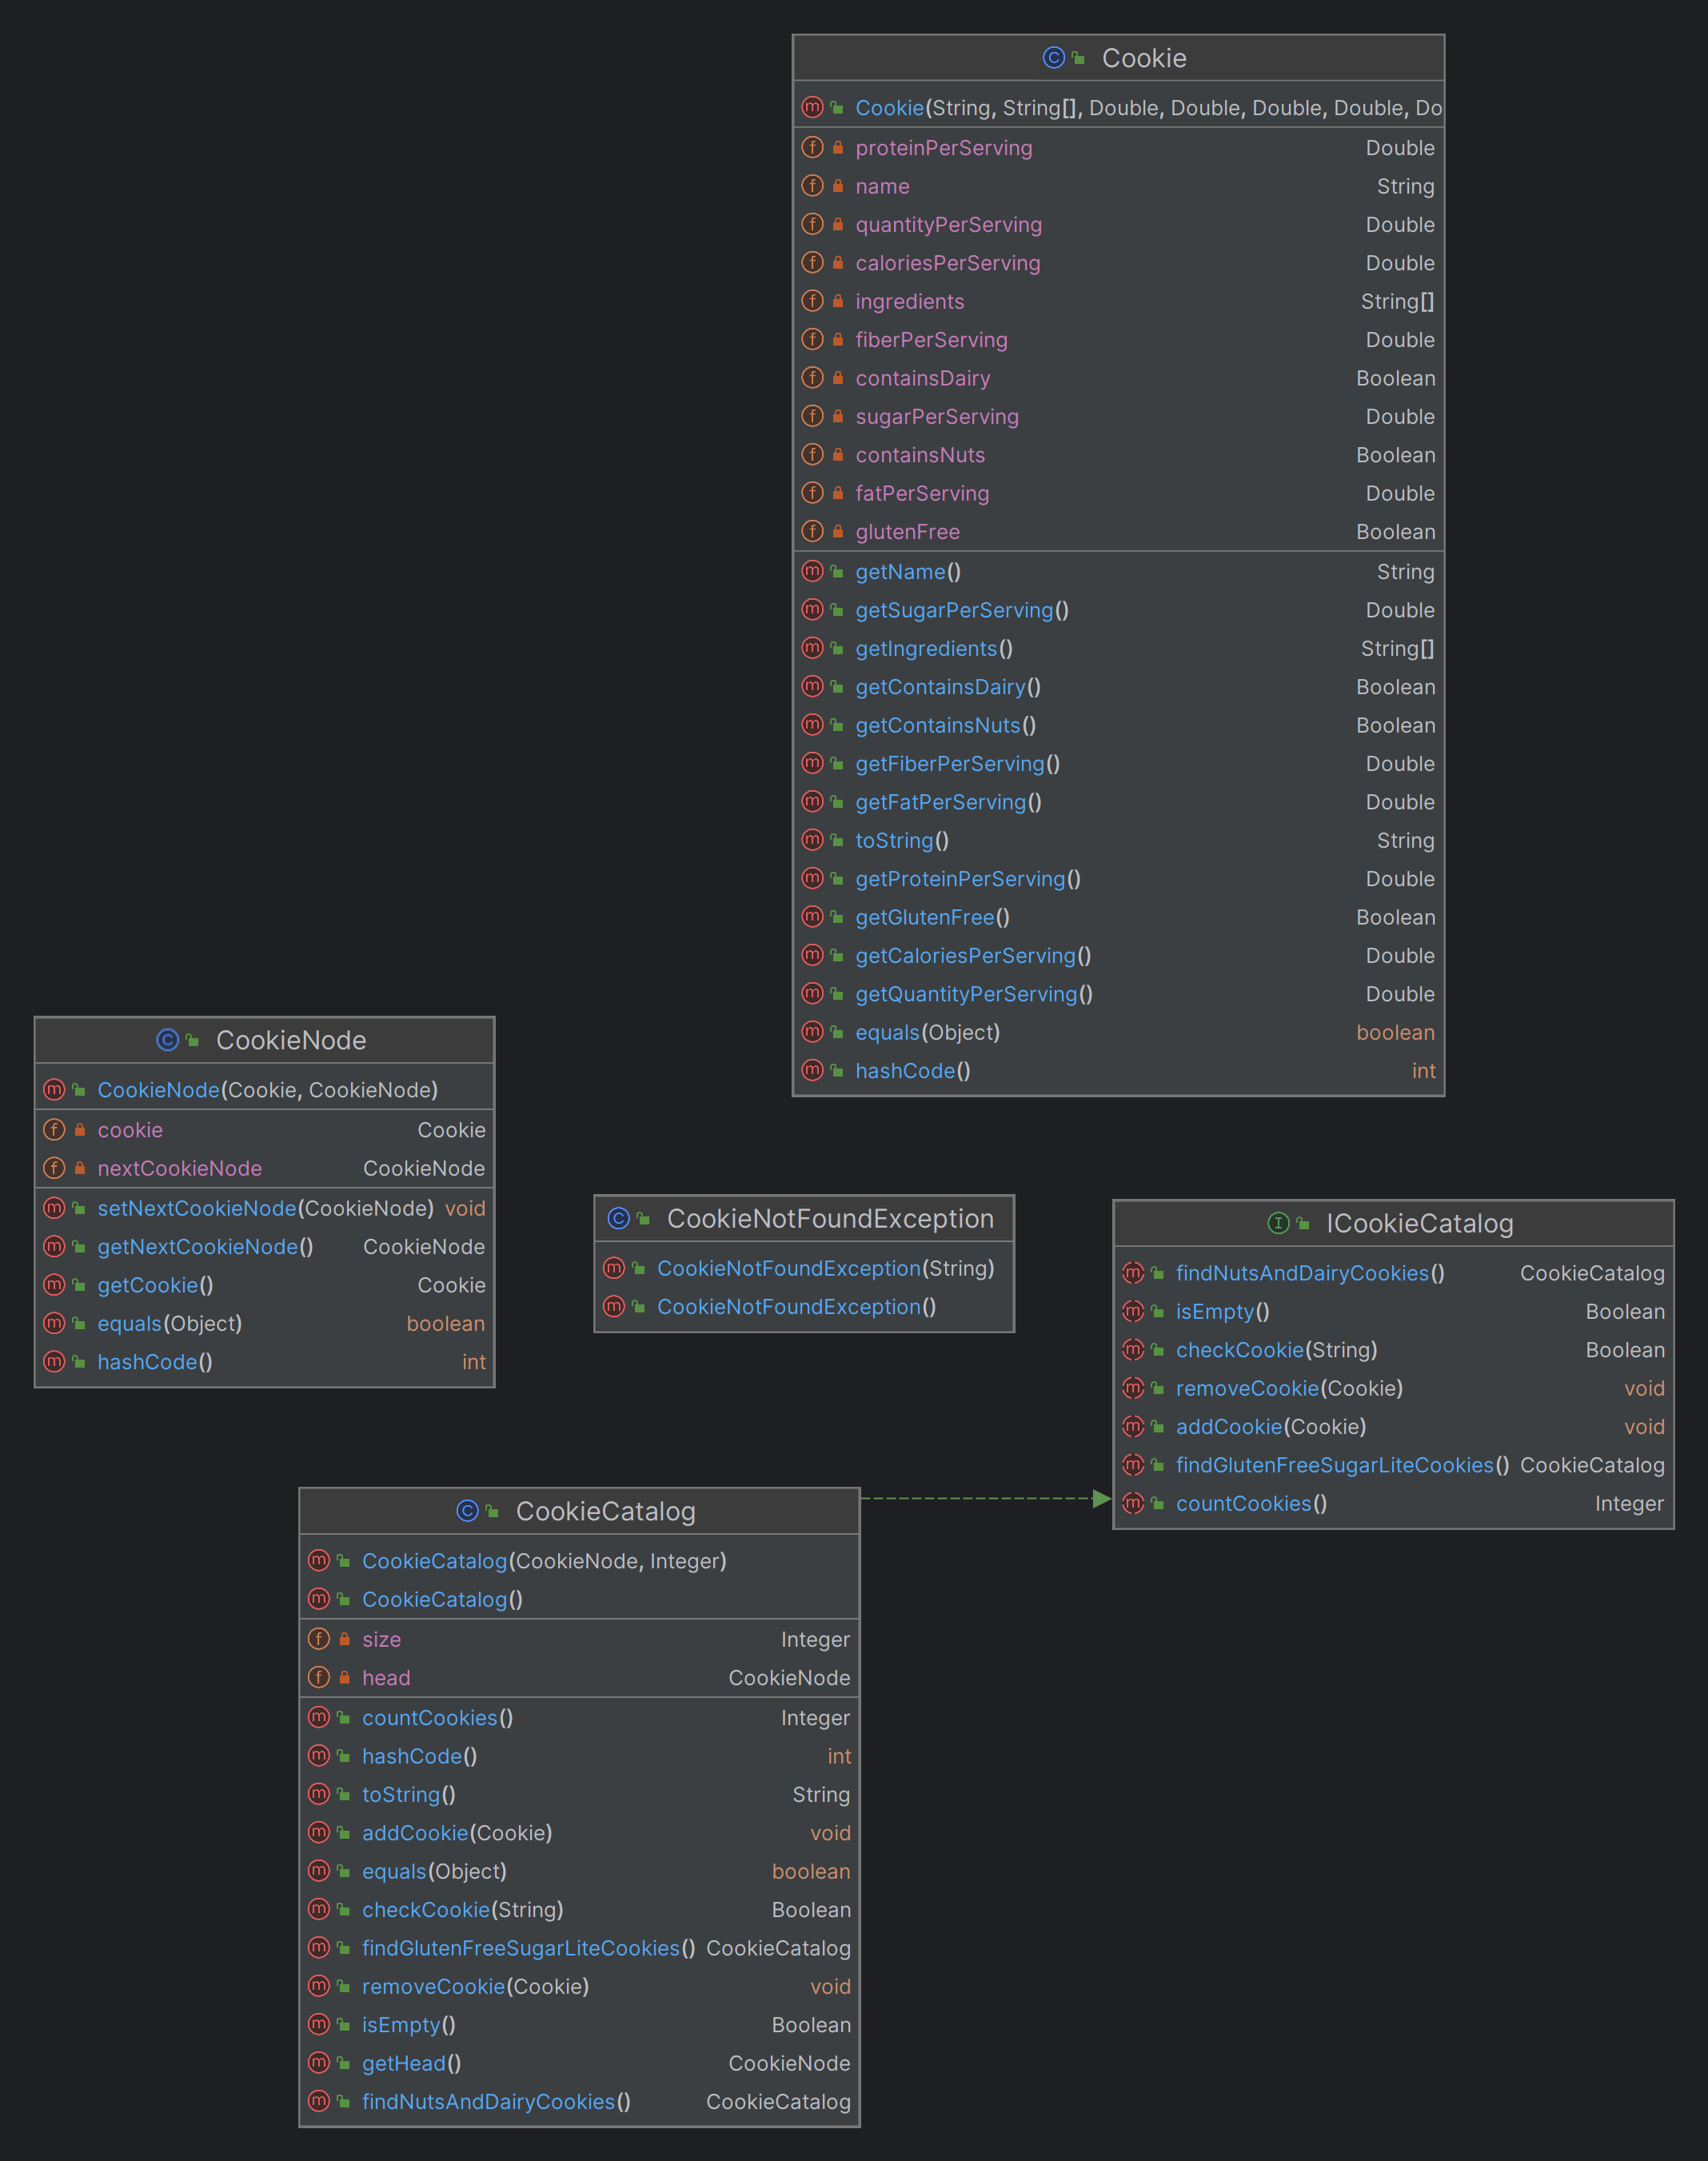 Cookie
Cookie(String, String[], Double, Double, Double, Double, Do
proteinPerServing Double
name String
quantityPerServing Double
caloriesPerServing Double
ingredients String[]
fiberPerServing Double
containsDairy Boolean
sugarPerServing Double
containsNuts Boolean
fatPerServing Double
glutenFree Boolean
getName() String
getSugarPerServing() Double
getIngredients() String[]
getContainsDairy() Boolean
getContainsNuts() Boolean
getFiberPerServing() Double
getFatPerServing() Double
toString() String
getProteinPerServing() Double
getGlutenFree() Boolean
getCaloriesPerServing() Double
getQuantityPerServing() Double
equals(Object) boolean
hashCode() int
CookieNode
CookieNode(Cookie, CookieNode)
cookie Cookie
nextCookieNode CookieNode
setNextCookieNode(CookieNode) void
getNextCookieNode() CookieNode
getCookie() Cookie
equals(Object) boolean
hashCode() int
CookieNotFoundException
CookieNotFoundException(String)
CookieNotFoundException()
ICookieCatalog
findNutsAndDairyCookies() CookieCatalog
isEmpty() Boolean
checkCookie(String) Boolean
removeCookie(Cookie) void
addCookie(Cookie) void
findGlutenFreeSugarLiteCookies() CookieCatalog
countCookies() Integer
CookieCatalog
CookieCatalog(CookieNode, Integer)
CookieCatalog()
size Integer
head CookieNode
countCookies() Integer
hashCode() int
toString() String
addCookie(Cookie) void
equals(Object) boolean
checkCookie(String) Boolean
findGlutenFreeSugarLiteCookies() CookieCatalog
removeCookie(Cookie) void
isEmpty() Boolean
getHead() CookieNode
findNutsAndDairyCookies() CookieCatalog